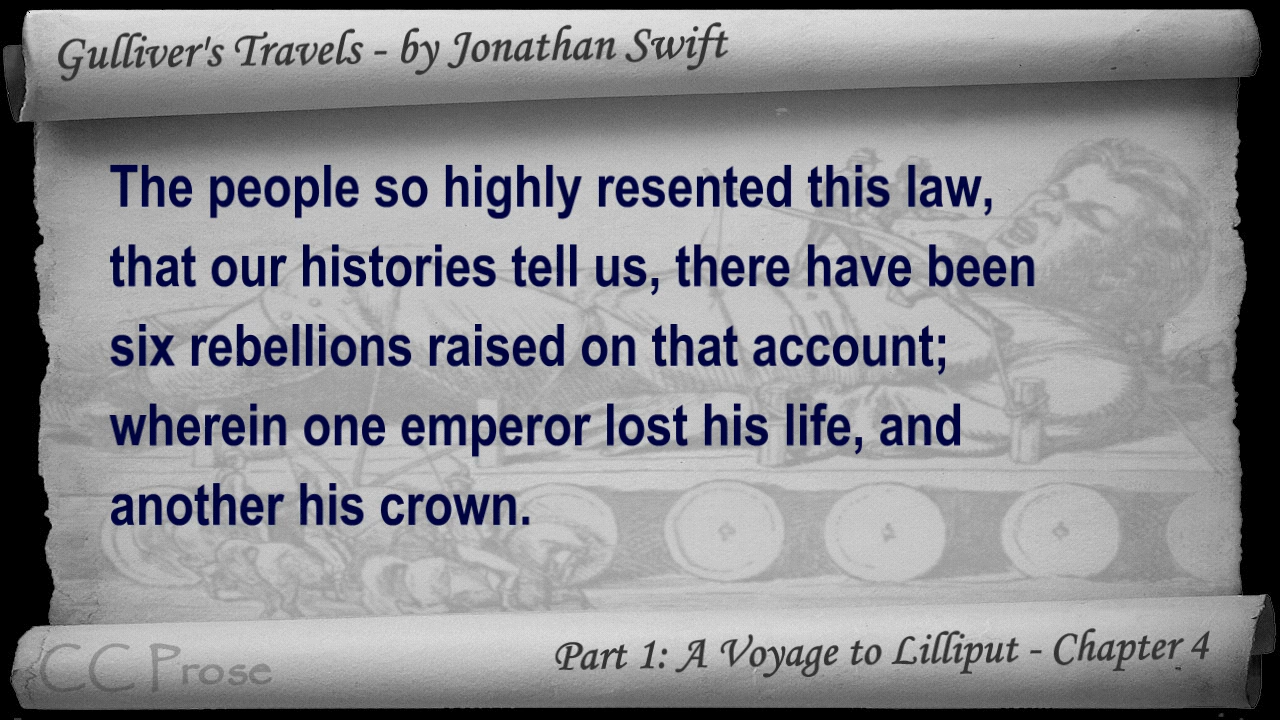 Gulliver's Travels - by Jonathan Swift
The people so highly resented this law,
that our histories tell us, there have been
six rebellions raised on that account;
wherein one emperor lost his life, and
another his crown.
Part 1: A Voyage to Lilliput - Chapter 4
CC Prose